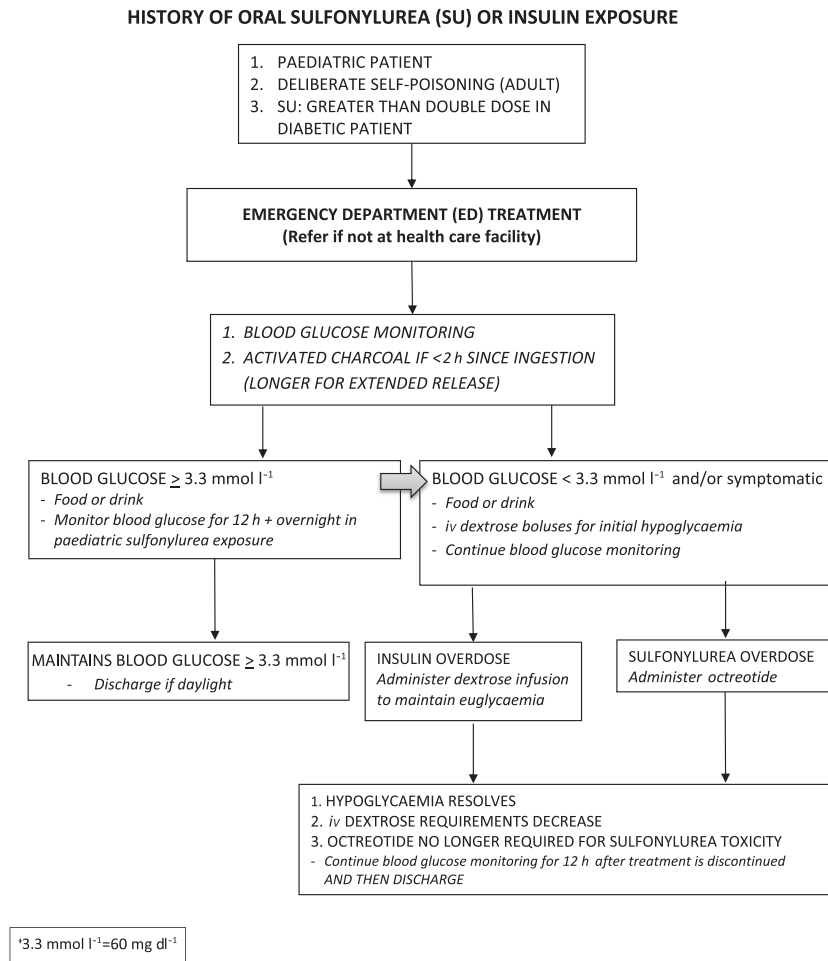 HISTORY OF ORAL SULFONYLUREA (SU) OR INSULIN EXPOSURE
1. PAEDIATRIC PATIENT
2. DELIBERATE SELF-POISONING (ADULT)
3. SU: GREATER THAN DOUBLE DOSE IN
DIABETIC PATIENT
EMERGENCY DEPARTMENT (ED) TREATMENT
(Refer if not at health care facility)
1. BLOOD GLUCOSE MONITORING
2. ACTIVATED CHARCOAL IF <2 h SINCE INGESTION
(LONGER FOR EXTENDED RELEASE)
BLOOD GLUCOSE ≥ 3.3 mmol l⁻¹
- Food or drink
- Monitor blood glucose for 12 h + overnight in
paediatric sulfonylurea exposure
BLOOD GLUCOSE < 3.3 mmol l⁻¹ and/or symptomatic
- Food or drink
- iv dextrose boluses for initial hypoglycaemia
- Continue blood glucose monitoring
MAINTAINS BLOOD GLUCOSE ≥ 3.3 mmol l⁻¹
- Discharge if daylight
INSULIN OVERDOSE
Administer dextrose infusion
to maintain euglycaemia
SULFONYLUREA OVERDOSE
Administer octreotide
1. HYPOGLYCAEMIA RESOLVES
2. iv DEXTROSE REQUIREMENTS DECREASE
3. OCTREOTIDE NO LONGER REQUIRED FOR SULFONYLUREA TOXICITY
- Continue blood glucose monitoring for 12 h after treatment is discontinued
AND THEN DISCHARGE
⁺3.3 mmol l⁻¹=60 mg dl⁻¹